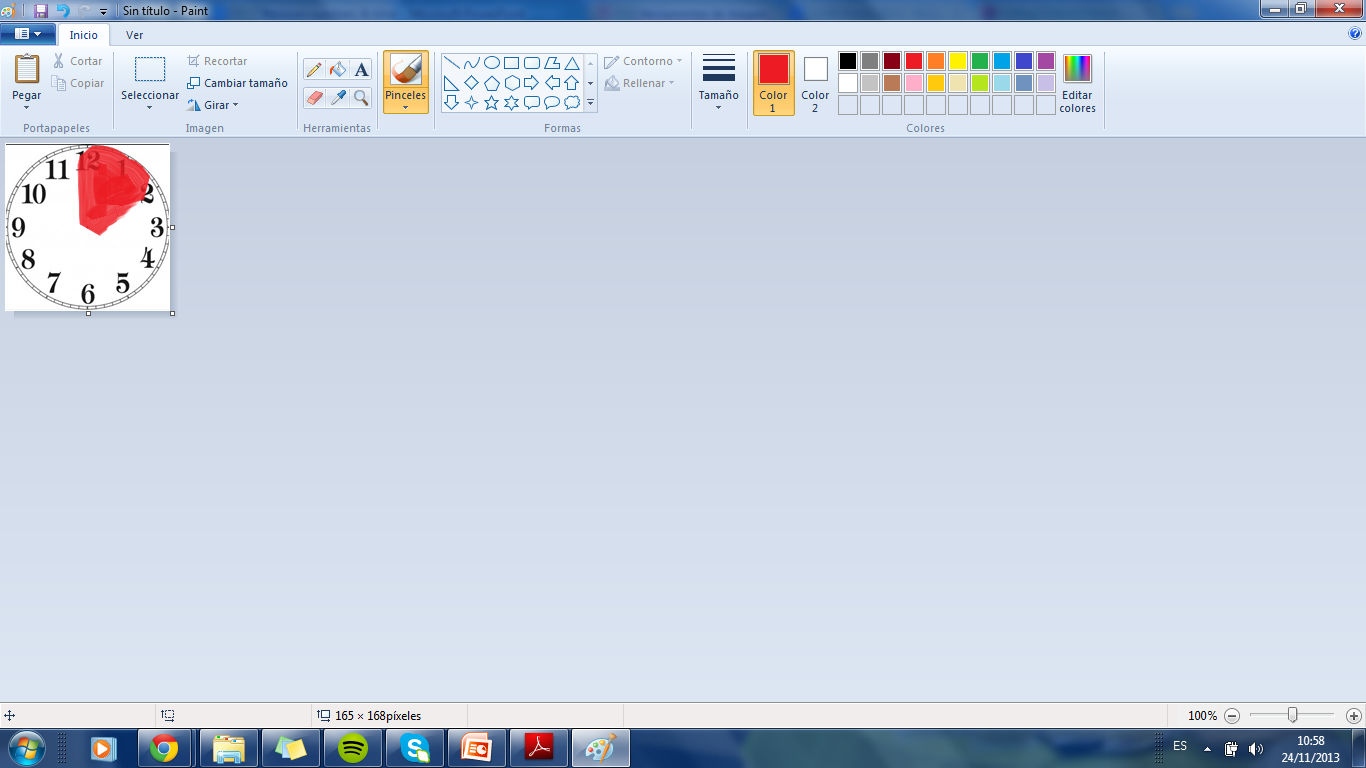 Sin título - Paint
Inicio Ver
Pegar
Cortar
Copiar
Portapapeles
Seleccionar
Recortar
Cambiar tamaño
Girar
Imagen
A
Herramientas
Pinceles
Contorno
Rellenar
Formas
Tamaño
Color 1
Color 2
Editar colores
Colores
12
1
2
3
4
5
6
7
8
9
10
11
165 × 168píxeles
100%
ES
10:58
24/11/2013